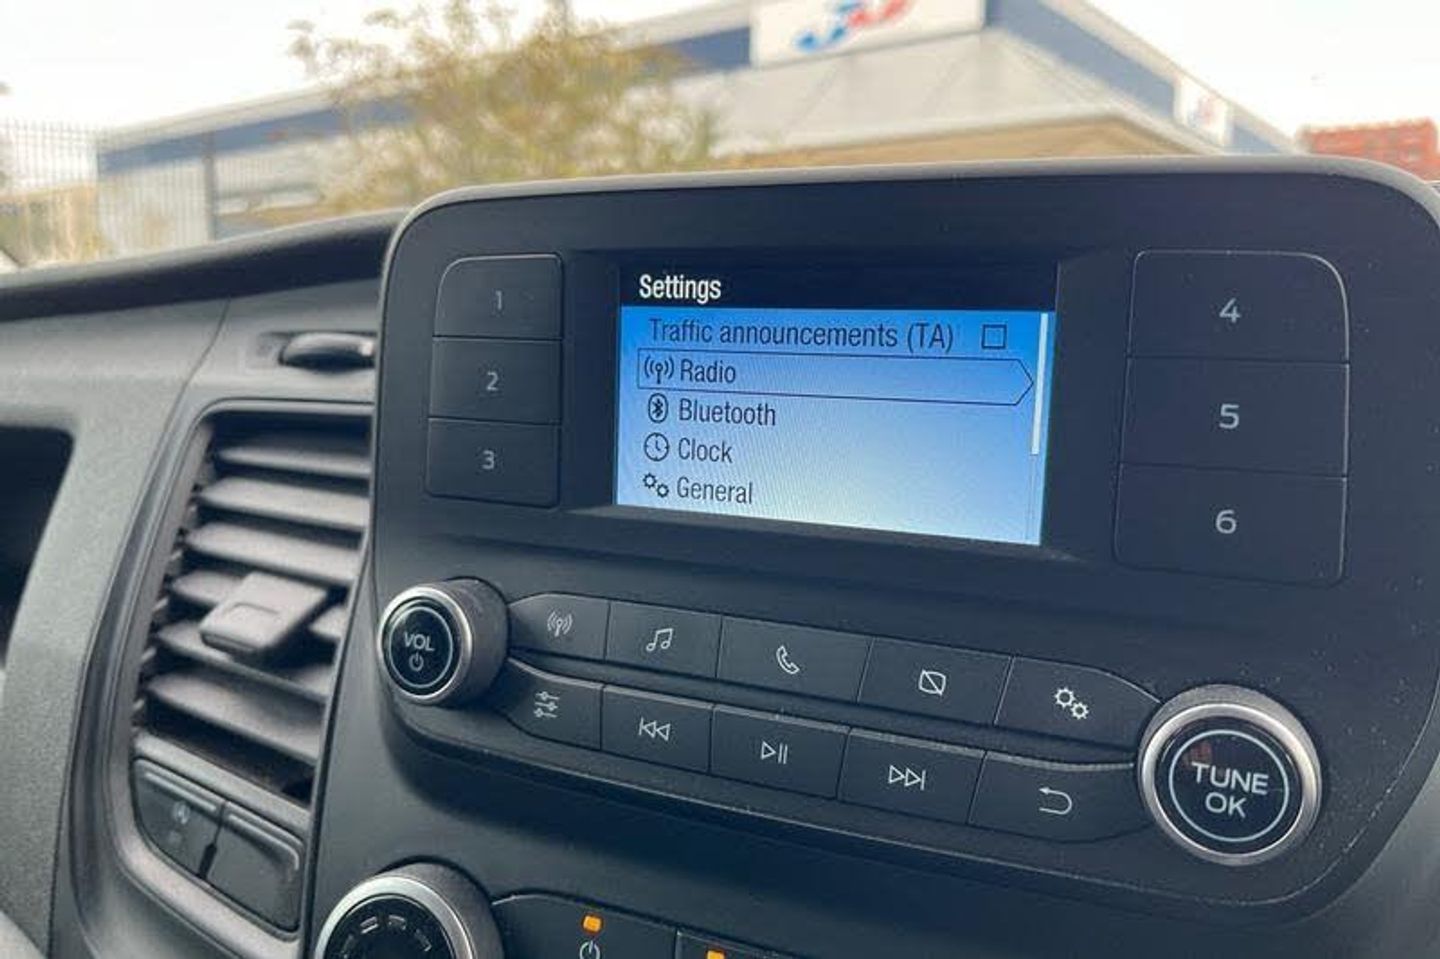 Settings
Traffic announcements (TA)
Radio
Bluetooth
Clock
General
1
2
3
4
5
6
VOL
TUNE
OK